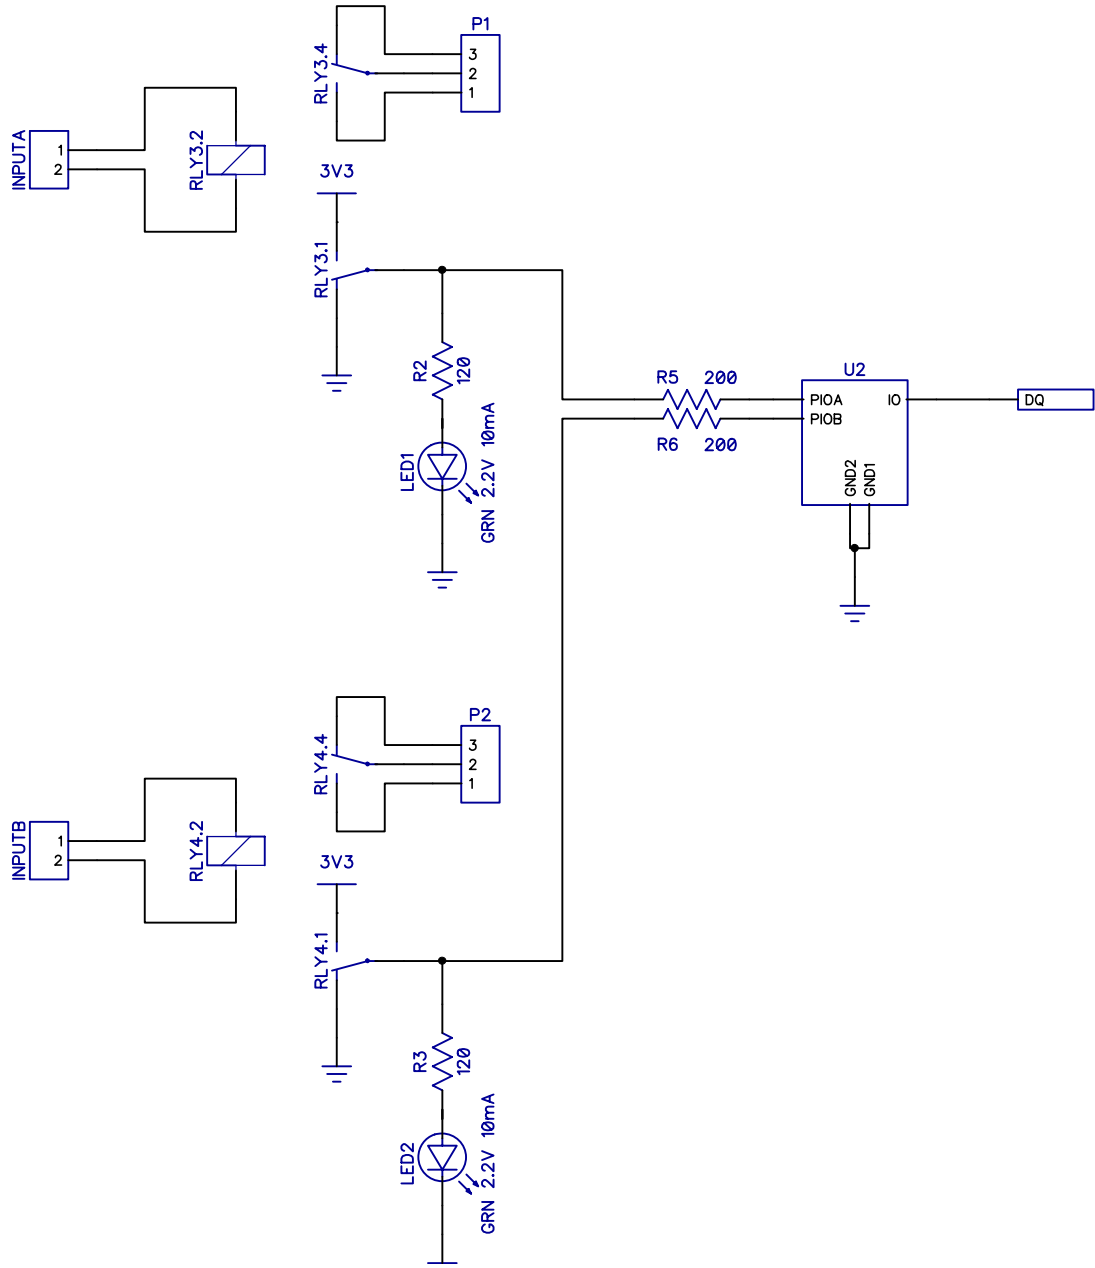 P1
RLY3.4
3
2
1
INPUTA
1
2
RLY3.2
3V3
RLY3.1
R2
120
LED1
GRN 2.2V 10mA
R5 200
R6 200
U2
PIOA
PIOB
IO
GND2
GND1
DQ
P2
RLY4.4
3
2
1
INPUTB
1
2
RLY4.2
3V3
RLY4.1
R3
120
LED2
GRN 2.2V 10mA